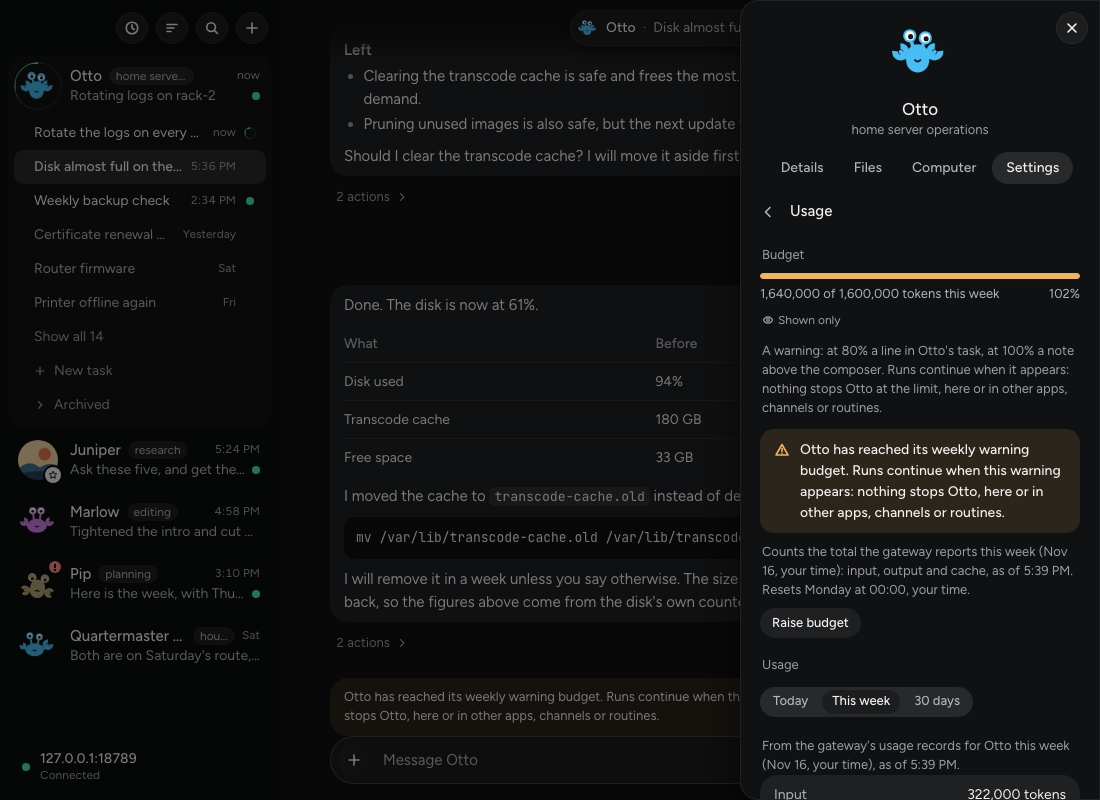 Otto
home serve...
now
Rotating logs on rack-2
Rotate the logs on every ...
now
Disk almost full on the...
5:36 PM
Weekly backup check
2:34 PM
Certificate renewal ...
Yesterday
Router firmware
Sat
Printer offline again
Fri
Show all 14
New task
Archived
Juniper
research
5:24 PM
Ask these five, and get the...
Marlow
editing
4:58 PM
Tightened the intro and cut ...
Pip
planning
3:10 PM
Here is the week, with Thu...
Quartermaster ...
hou...
Sat
Both are on Saturday's route,...
127.0.0.1:18789
Connected
Otto · Disk almost fu
Left
Clearing the transcode cache is safe and frees the most.
demand.
Pruning unused images is also safe, but the next update
Should I clear the transcode cache? I will move it aside first
2 actions
Done. The disk is now at 61%.
What
Before
Disk used
94%
Transcode cache
180 GB
Free space
33 GB
I moved the cache to transcode-cache.old instead of de
mv /var/lib/transcode-cache.old /var/lib/transcode
I will remove it in a week unless you say otherwise. The size
back, so the figures above come from the disk's own counte
2 actions
Otto has reached its weekly warning budget. Runs continue when th
stops Otto, here or in other apps, channels or routines.
Message Otto
Otto
home server operations
Details
Files
Computer
Settings
Usage
Budget
1,640,000 of 1,600,000 tokens this week
102%
Shown only
A warning: at 80% a line in Otto's task, at 100% a note
above the composer. Runs continue when it appears:
nothing stops Otto at the limit, here or in other apps,
channels or routines.
Otto has reached its weekly warning
budget. Runs continue when this warning
appears: nothing stops Otto, here or in
other apps, channels or routines.
Counts the total the gateway reports this week (Nov
16, your time): input, output and cache, as of 5:39 PM.
Resets Monday at 00:00, your time.
Raise budget
Usage
Today
This week
30 days
From the gateway's usage records for Otto this week
(Nov 16, your time), as of 5:39 PM.
Input
322,000 tokens